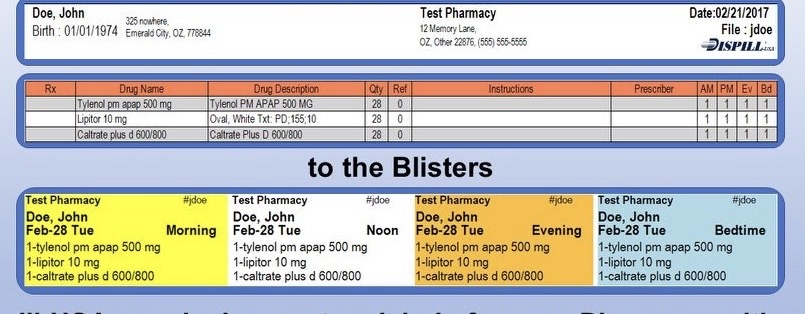 Doe, John
Birth : 01/01/1974
325 nowhere,
Emerald City, OZ, 778844
Test Pharmacy
12 Memory Lane,
OZ, Other 22876, (555) 555-5555
Date:02/21/2017
File : jdoe
DISPILL USA
Rx Drug Name Drug Description Qty Ref Instructions Prescriber AM PM Ev Bd
Tylenol pm apap 500 mg Tylenol PM APAP 500 MG 28 0 1 1 1 1
Lipitor 10 mg Oval, White Txt: PD;155;10 28 0 1 1 1 1
Caltrate plus d 600/800 Caltrate Plus D 600/800 28 0 1 1 1 1
to the Blisters
Test Pharmacy #jdoe
Doe, John
Feb-28 Tue Morning
1-tylenol pm apap 500 mg
1-lipitor 10 mg
1-caltrate plus d 600/800
Test Pharmacy #jdoe
Doe, John
Feb-28 Tue Noon
1-tylenol pm apap 500 mg
1-lipitor 10 mg
1-caltrate plus d 600/800
Test Pharmacy #jdoe
Doe, John
Feb-28 Tue Evening
1-tylenol pm apap 500 mg
1-lipitor 10 mg
1-caltrate plus d 600/800
Test Pharmacy #jdoe
Doe, John
Feb-28 Tue Bedtime
1-tylenol pm apap 500 mg
1-lipitor 10 mg
1-caltrate plus d 600/800